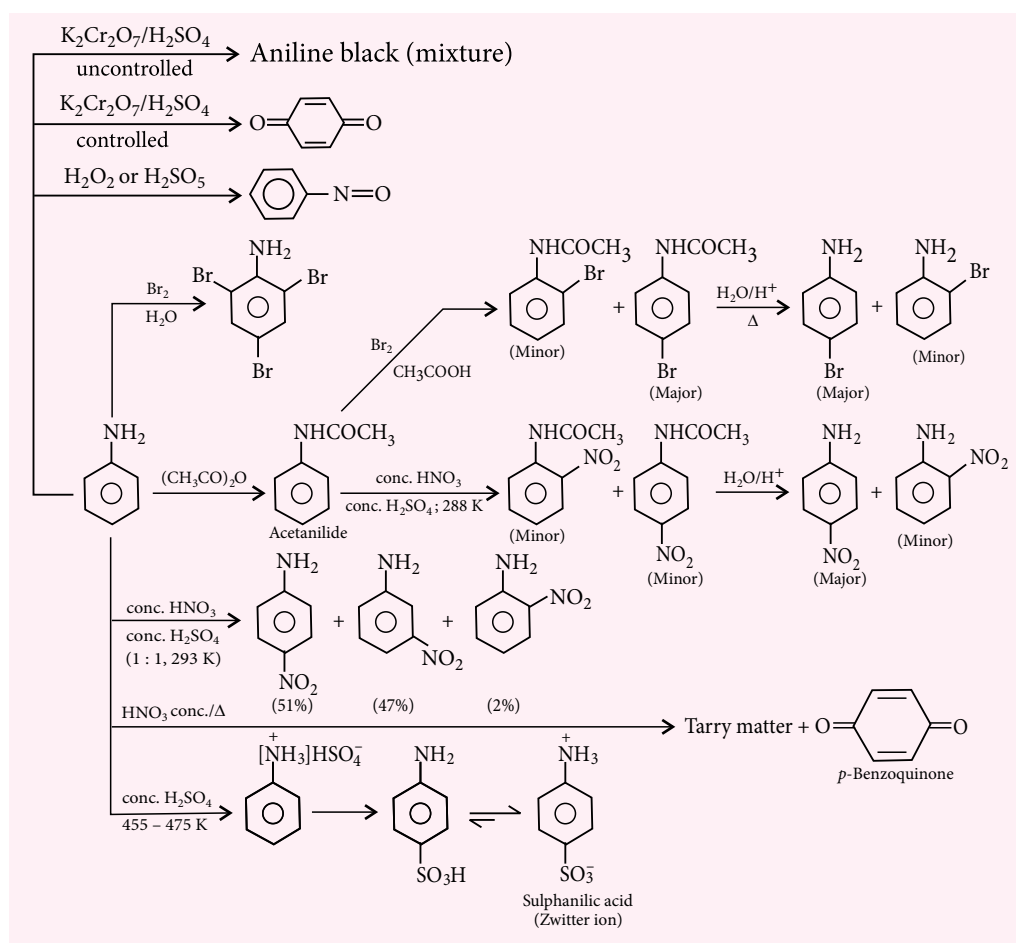 K2Cr2O7/H2SO4
uncontrolled
Aniline black (mixture)
K2Cr2O7/H2SO4
controlled
O O
H2O2 or H2SO5
N O
NH2
Br Br
Br
Br2
H2O
Br2
CH3COOH
NHCOCH3
Br
(Minor)
+
NHCOCH3
Br
(Major)
H2O/H+
Δ
NH2
Br
(Major)
+
NH2
Br
(Minor)
NH2
(CH3CO)2O
NHCOCH3
Acetanilide
conc. HNO3
conc. H2SO4; 288 K
NHCOCH3
NO2
(Minor)
+
NHCOCH3
NO2
(Minor)
H2O/H+
NH2
NO2
(Major)
+
NH2
NO2
(Minor)
conc. HNO3
conc. H2SO4
(1 : 1, 293 K)
NH2
NO2
(51%)
+
NH2
NO2
(47%)
+
NH2
NO2
(2%)
HNO3 conc./Δ
Tarry matter + O O
p-Benzoquinone
conc. H2SO4
455 – 475 K
+
[NH3]HSO4−
NH2
SO3H
+
NH3
SO3−
Sulphanilic acid
(Zwitter ion)